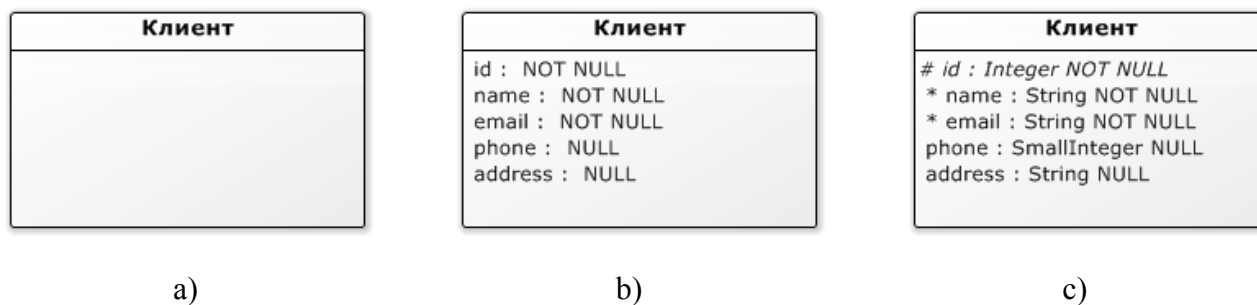 Клиент
Клиент
id : NOT NULL
name : NOT NULL
email : NOT NULL
phone : NULL
address : NULL
Клиент
# id : Integer NOT NULL
* name : String NOT NULL
* email : String NOT NULL
phone : SmallInteger NULL
address : String NULL
a)
b)
c)